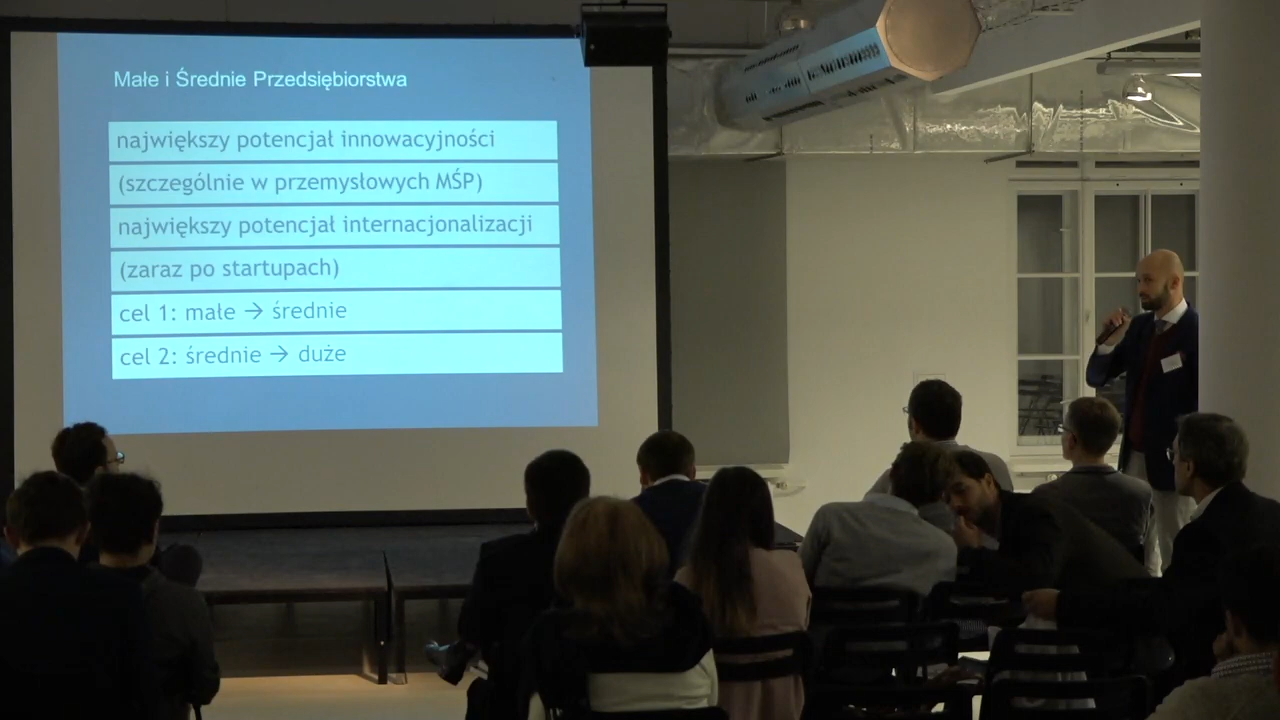 Małe i Średnie Przedsiębiorstwa
największy potencjał innowacyjności
(szczególnie w przemysłowych MŚP)
największy potencjał internacjonalizacji
(zaraz po startupach)
cel 1: małe → średnie
cel 2: średnie → duże